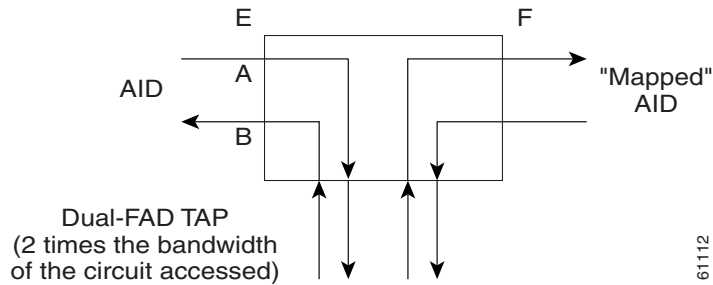 E
F
A
AID
"Mapped"
AID
B
Dual-FAD TAP
(2 times the bandwidth
of the circuit accessed)
61112